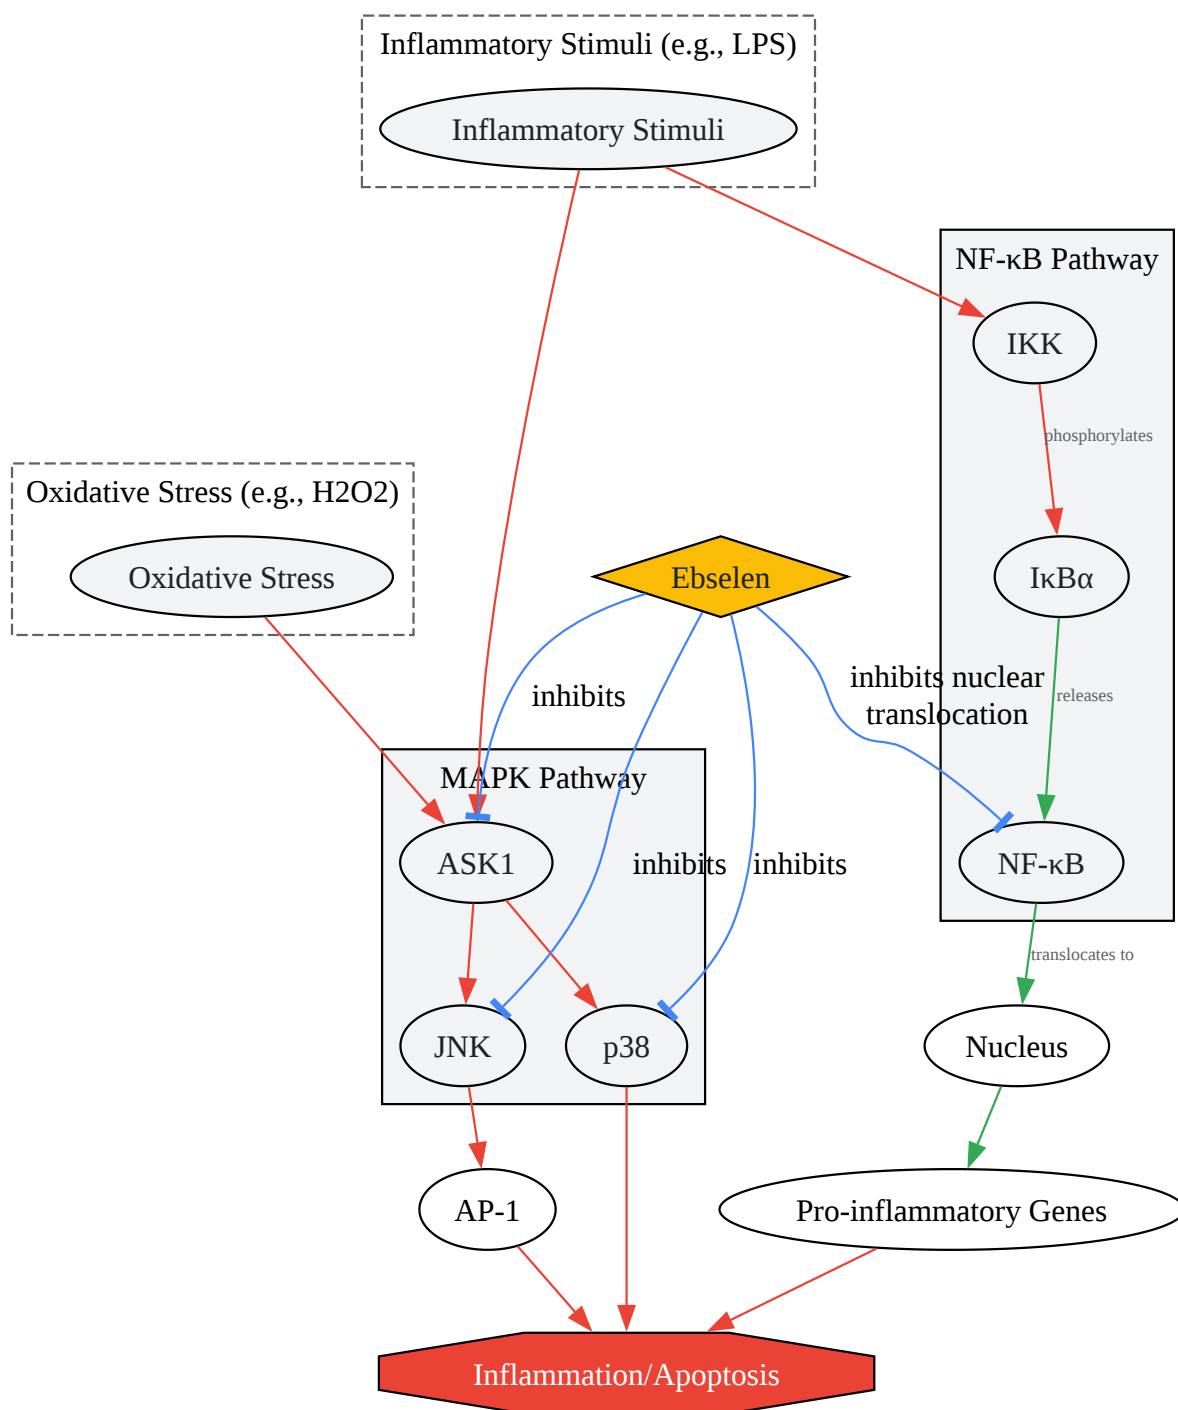 Inflammatory Stimuli (e.g., LPS)
Inflammatory Stimuli
NF-κB Pathway
IKK
phosphorylates
Oxidative Stress (e.g., H2O2)
Oxidative Stress
Ebselen
IκBα
inhibits
inhibits nuclear
translocation
releases
MAPK Pathway
ASK1
inhibits
inhibits
NF-κB
translocates to
JNK
p38
Nucleus
AP-1
Pro-inflammatory Genes
Inflammation/Apoptosis